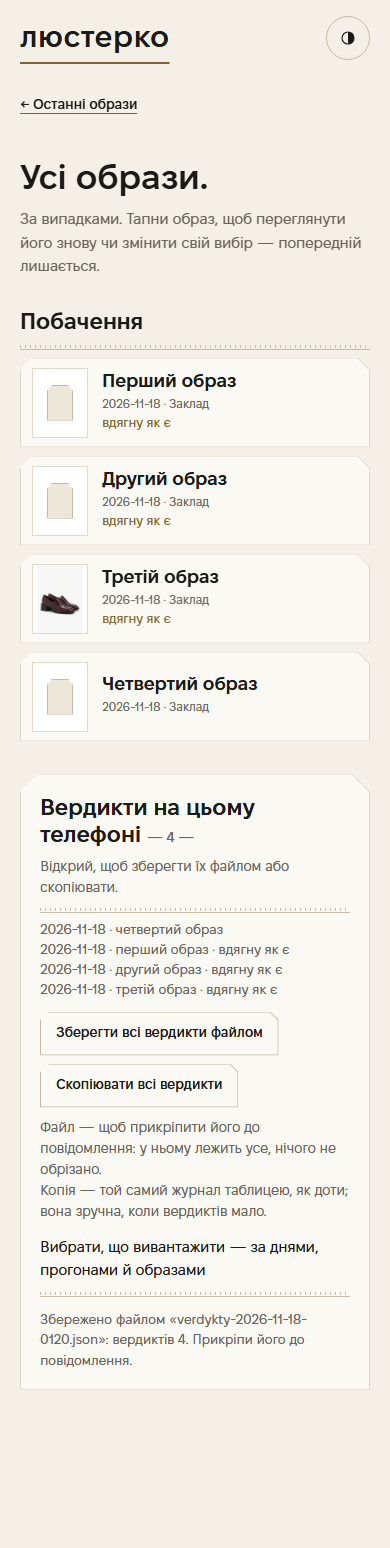 люстерко
← Останні образи
Усі образи.
За випадками. Тапни образ, щоб переглянути
його знову чи змінити свій вибір — попередній
лишається.
Побачення
Перший образ
2026-11-18 · Заклад
вдягну як є
Другий образ
2026-11-18 · Заклад
вдягну як є
Третій образ
2026-11-18 · Заклад
вдягну як є
Четвертий образ
2026-11-18 · Заклад
Вердикти на цьому
телефоні — 4 —
Відкрий, щоб зберегти їх файлом або
скопіювати.
2026-11-18 · четвертий образ
2026-11-18 · перший образ · вдягну як є
2026-11-18 · другий образ · вдягну як є
2026-11-18 · третій образ · вдягну як є
Зберегти всі вердикти файлом
Скопіювати всі вердикти
Файл — щоб прикріпити його до
повідомлення: у ньому лежить усе, нічого не
обрізано.
Копія — той самий журнал таблицею, як доти;
вона зручна, коли вердиктів мало.
Вибрати, що вивантажити — за днями,
прогонами й образами
Збережено файлом «verdykty-2026-11-18-
0120.json»: вердиктів 4. Прикріпи його до
повідомлення.